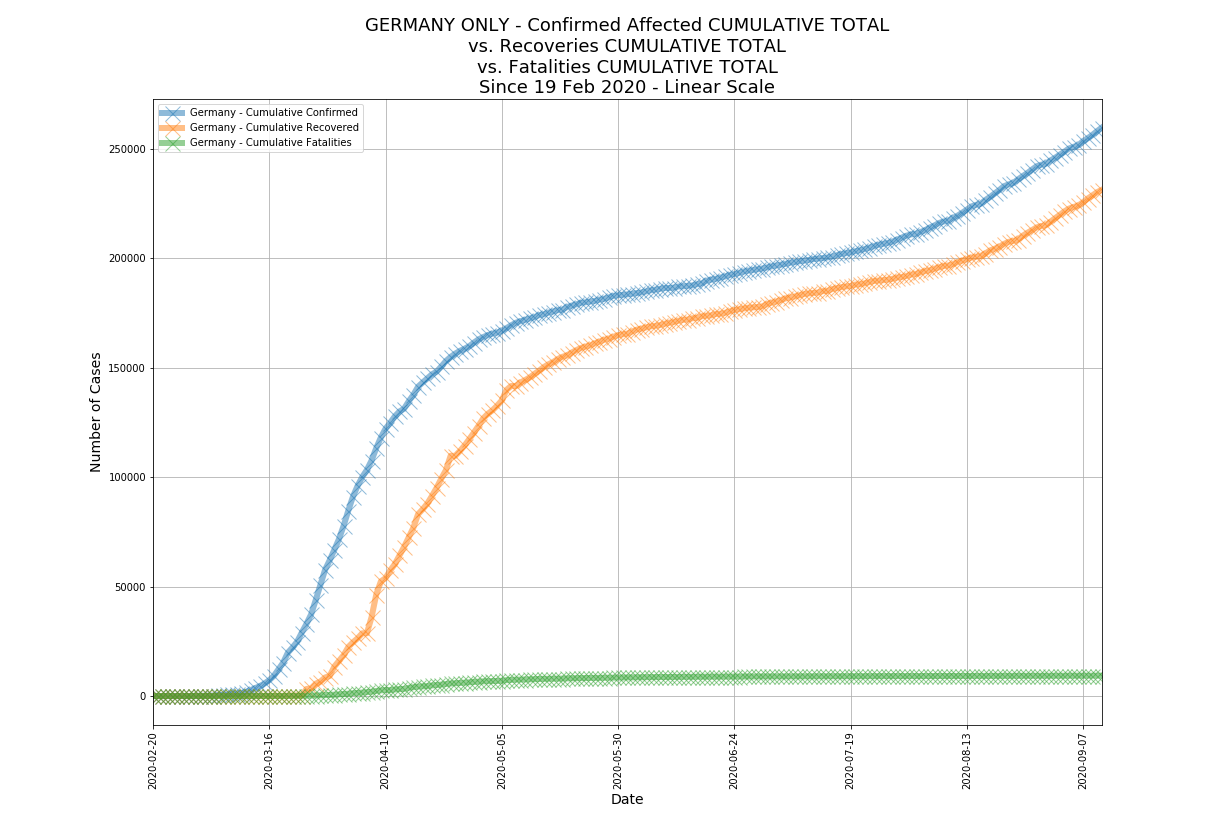 GERMANY ONLY - Confirmed Affected CUMULATIVE TOTAL
vs. Recoveries CUMULATIVE TOTAL
vs. Fatalities CUMULATIVE TOTAL
Since 19 Feb 2020 - Linear Scale
Germany - Cumulative Confirmed
Germany - Cumulative Recovered
Germany - Cumulative Fatalities
Number of Cases
250000
200000
150000
100000
50000
0
2020-02-20
2020-03-16
2020-04-10
2020-05-05
2020-05-30
2020-06-24
2020-07-19
2020-08-13
2020-09-07
Date